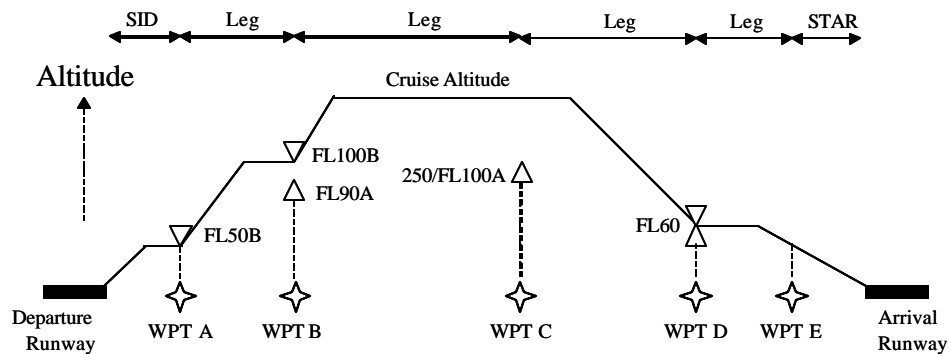 SID Leg Leg Leg Leg STAR
Altitude
Cruise Altitude
FL100B
250/FL100A
FL90A
FL50B
FL60
Departure
Runway
WPT A
WPT B
WPT C
WPT D
WPT E
Arrival
Runway